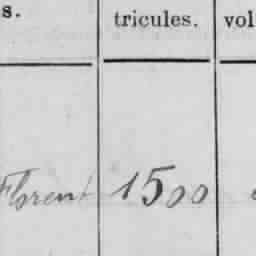 s. tricules. vol
Florent 1500